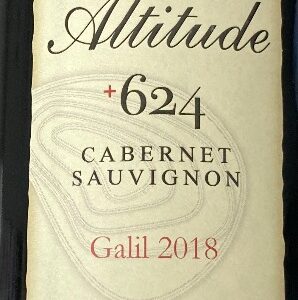 Altitude
+624
CABERNET
SAUVIGNON
Galil 2018